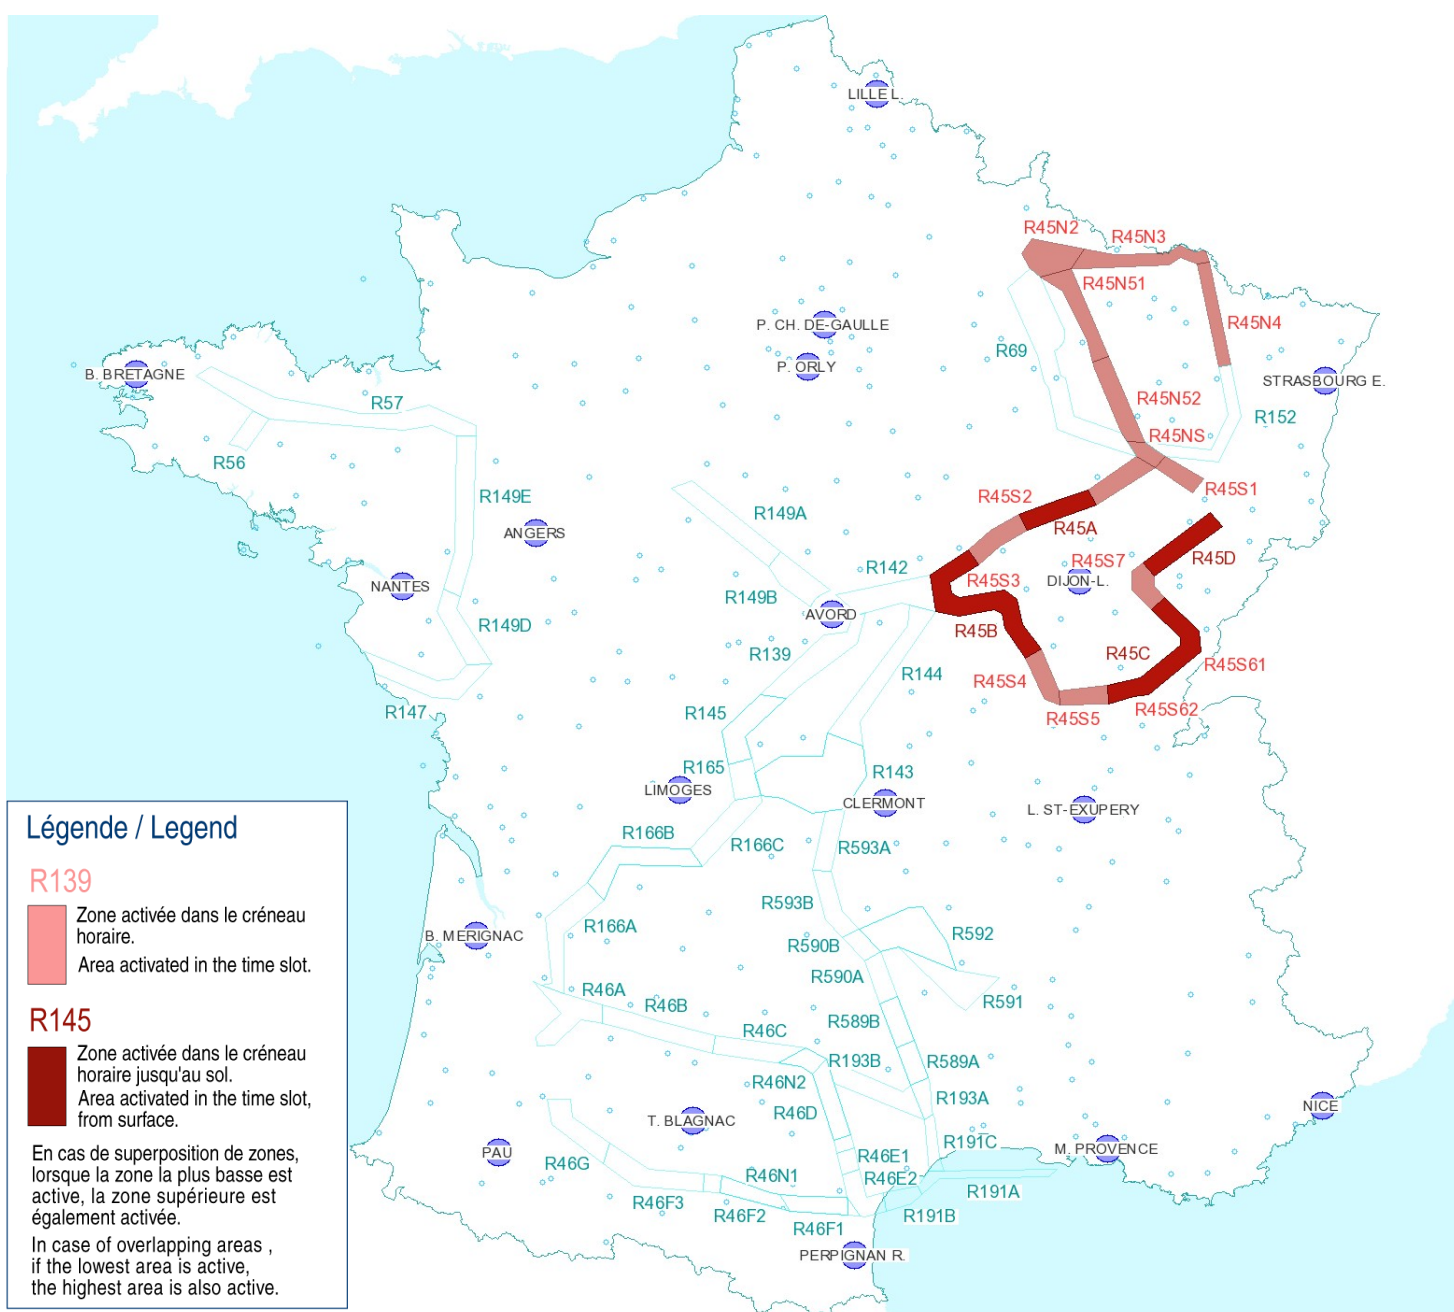 LILLE L.
R45N2
R45N3
R45N51
P. CH. DE-GAULLE
R45N4
R69
P. ORLY
B. BRETAGNE
STRASBOURG E.
R57
R45N52
R152
R45NS
R56
R149E
R45S1
R45S2
R149A
R45A
ANGERS
R45S7
R45D
R142
R45S3
DIJON-L.
NANTES
R149B
AVORD
R149D
R45B
R139
R45C
R45S61
R144
R45S4
R147
R145
R45S5
R45S62
R165
R143
LIMOGES
CLERMONT
L. ST-EXUPERY
R166B
R166C
R593A
R593B
R166A
B. MERIGNAC
R590B
R592
R590A
R46A
R46B
R591
R46C
R589B
R193B
R589A
R46N2
R193A
R46D
T. BLAGNAC
NICE
R191C
M. PROVENCE
PAU
R46G
R46E1
R46N1
R46E2
R191A
R46F3
R46F2
R46F1
R191B
PERPIGNAN R.
Légende / Legend
R139
Zone activée dans le créneau
horaire.
Area activated in the time slot.
R145
Zone activée dans le créneau
horaire jusqu'au sol.
Area activated in the time slot,
from surface.
En cas de superposition de zones,
lorsque la zone la plus basse est
active, la zone supérieure est
également activée.
In case of overlapping areas ,
if the lowest area is active,
the highest area is also active.